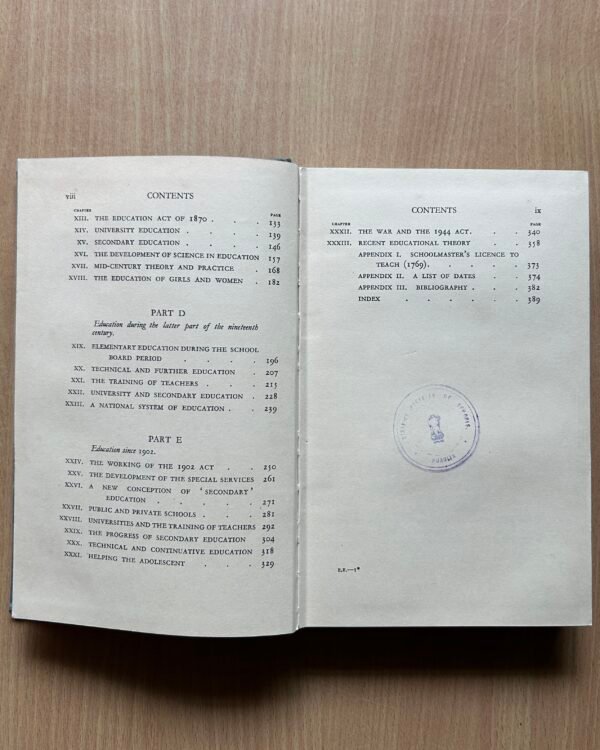 viii CONTENTS
CHAPTER PAGE
XIII. THE EDUCATION ACT OF 1870 . . . 133
XIV. UNIVERSITY EDUCATION . . . . 139
XV. SECONDARY EDUCATION . . . . 146
XVI. THE DEVELOPMENT OF SCIENCE IN EDUCATION 157
XVII. MID-CENTURY THEORY AND PRACTICE . 168
XVIII. THE EDUCATION OF GIRLS AND WOMEN . 182
PART D
Education during the latter part of the nineteenth
century.
XIX. ELEMENTARY EDUCATION DURING THE SCHOOL
BOARD PERIOD . . . . 196
XX. TECHNICAL AND FURTHER EDUCATION . 207
XXI. THE TRAINING OF TEACHERS . . . 215
XXII. UNIVERSITY AND SECONDARY EDUCATION . 228
XXIII. A NATIONAL SYSTEM OF EDUCATION . . 239
PART E
Education since 1902.
XXIV. THE WORKING OF THE 1902 ACT . . 250
XXV. THE DEVELOPMENT OF THE SPECIAL SERVICES 261
XXVI. A NEW CONCEPTION OF 'SECONDARY'
EDUCATION . . . . . 271
XXVII. PUBLIC AND PRIVATE SCHOOLS . . . 281
XXVIII. UNIVERSITIES AND THE TRAINING OF TEACHERS 292
XXIX. THE PROGRESS OF SECONDARY EDUCATION 304
XXX. TECHNICAL AND CONTINUATIVE EDUCATION 318
XXXI. HELPING THE ADOLESCENT . . . 329
CONTENTS ix
CHAPTER PAGE
XXXII. THE WAR AND THE 1944 ACT . . . 340
XXXIII. RECENT EDUCATIONAL THEORY . . 358
APPENDIX I. SCHOOLMASTER'S LICENCE TO
TEACH (1769) . . . . . 373
APPENDIX II. A LIST OF DATES . . 374
APPENDIX III. BIBLIOGRAPHY . . . 382
INDEX . . . . . . 389
E.E.—1*